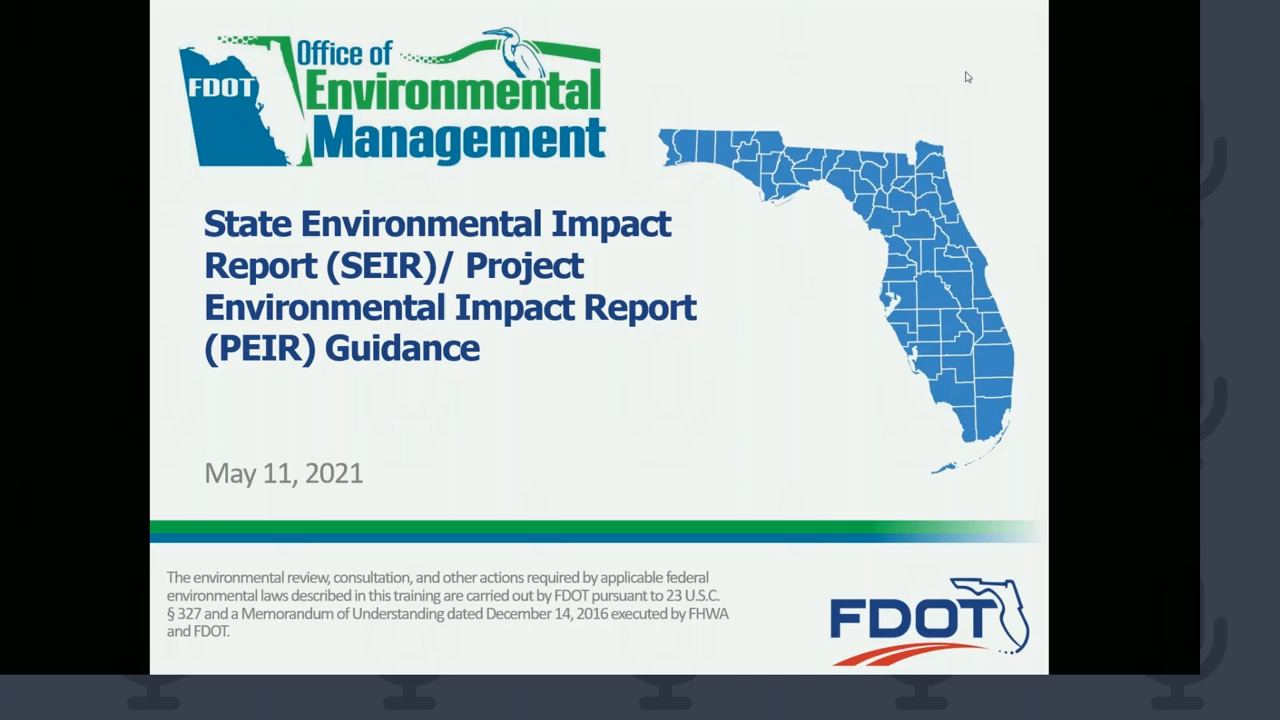 FDOT
Office of
Environmental
Management
State Environmental Impact
Report (SEIR)/ Project
Environmental Impact Report
(PEIR) Guidance
May 11, 2021
The environmental review, consultation, and other actions required by applicable federal
environmental laws described in this training are carried out by FDOT pursuant to 23 U.S.C.
§ 327 and a Memorandum of Understanding dated December 14, 2016 executed by FHWA
and FDOT.
FDOT